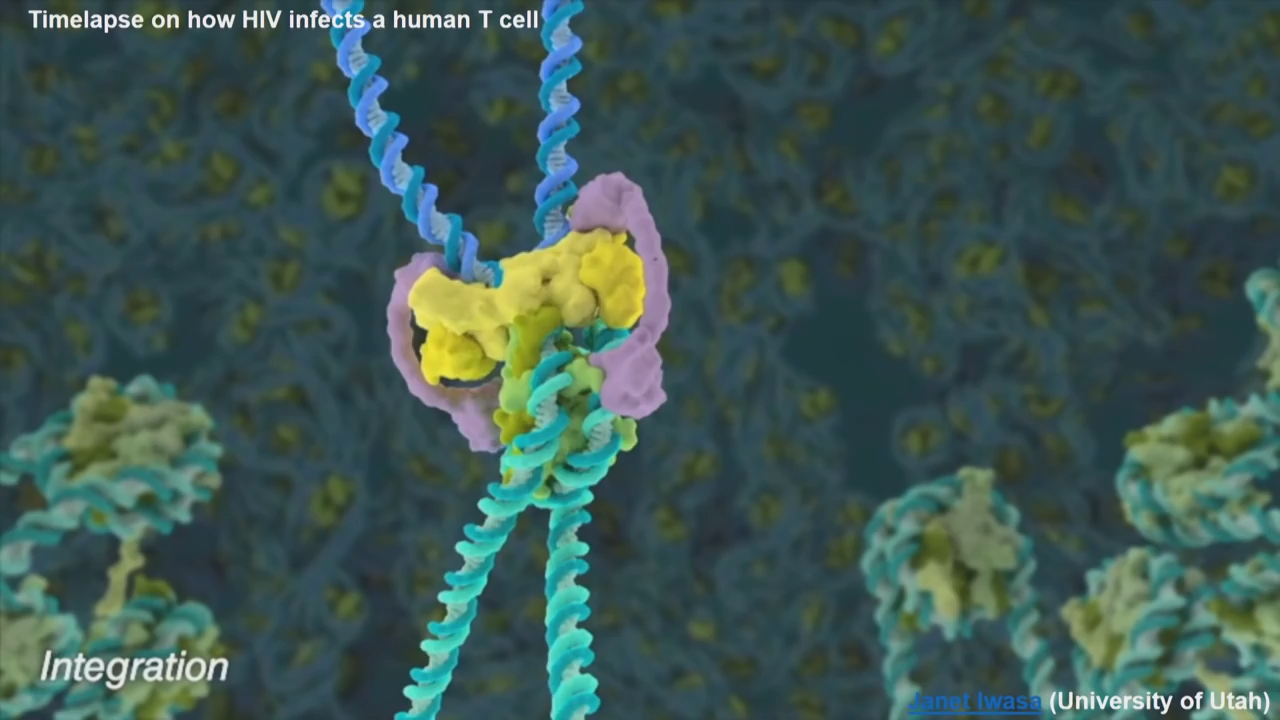 Timelapse on how HIV infects a human T cell
Integration
Janet Iwasa (University of Utah)